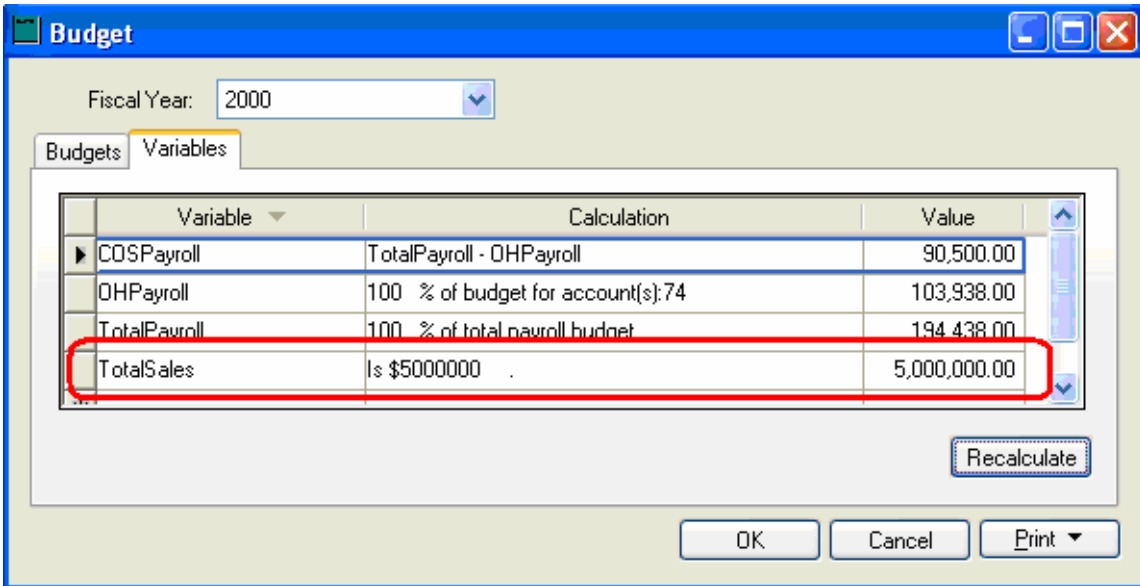 Budget
Fiscal Year: 2000
Budgets Variables
Variable Calculation Value
COSPayroll TotalPayroll - OHPayroll 90,500.00
OHPayroll 100 % of budget for account(s):74 103,938.00
TotalPayroll 100 % of total payroll budget 194,438.00
TotalSales Is $5000000 . 5,000,000.00
Recalculate
OK Cancel Print